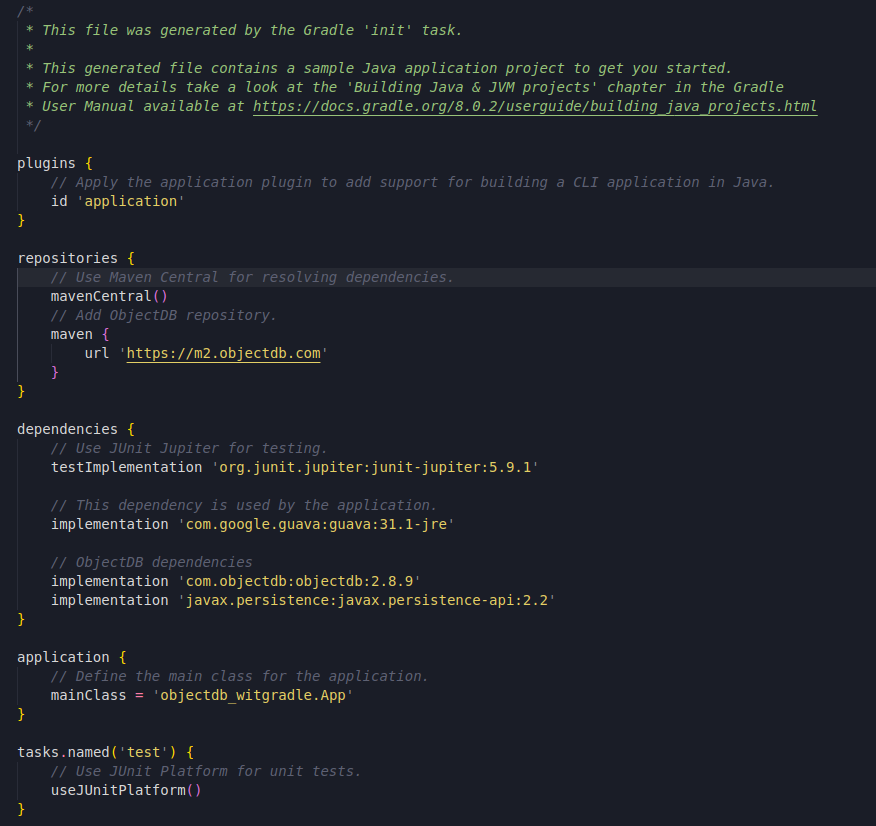 /*
 * This file was generated by the Gradle 'init' task.
 *
 * This generated file contains a sample Java application project to get you started.
 * For more details take a look at the 'Building Java & JVM projects' chapter in the Gradle
 * User Manual available at https://docs.gradle.org/8.0.2/userguide/building_java_projects.html
 */

plugins {
    // Apply the application plugin to add support for building a CLI application in Java.
    id 'application'
}

repositories {
    // Use Maven Central for resolving dependencies.
    mavenCentral()
    // Add ObjectDB repository.
    maven {
        url 'https://m2.objectdb.com'
    }
}

dependencies {
    // Use JUnit Jupiter for testing.
    testImplementation 'org.junit.jupiter:junit-jupiter:5.9.1'

    // This dependency is used by the application.
    implementation 'com.google.guava:guava:31.1-jre'

    // ObjectDB dependencies
    implementation 'com.objectdb:objectdb:2.8.9'
    implementation 'javax.persistence:javax.persistence-api:2.2'
}

application {
    // Define the main class for the application.
    mainClass = 'objectdb_witgradle.App'
}

tasks.named('test') {
    // Use JUnit Platform for unit tests.
    useJUnitPlatform()
}